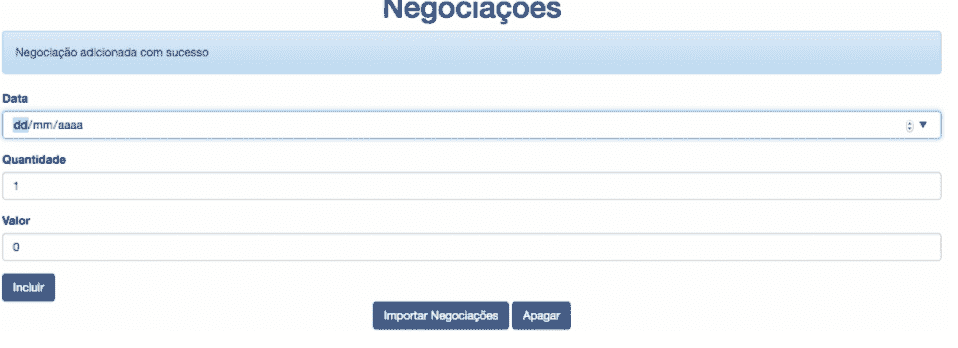 Negociações
Negociação adicionada com sucesso
Data
dd/mm/aaaa
Quantidade
1
Valor
0
Incluir
Importar Negociações Apagar